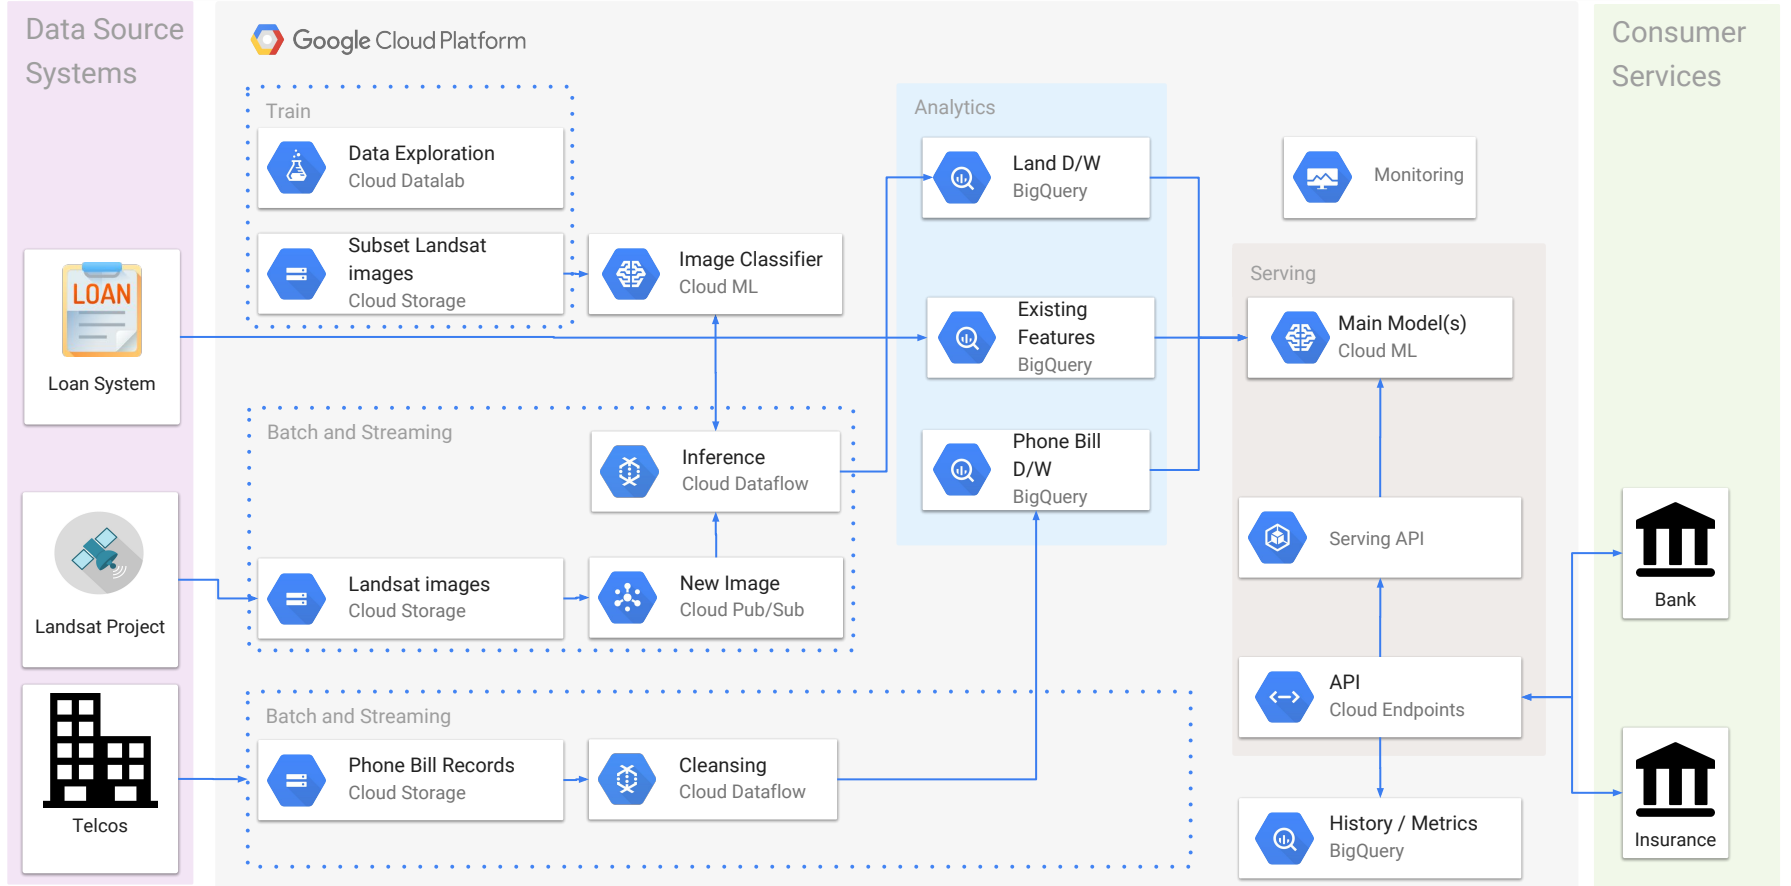 Data Source
Systems
LOAN
Loan System
Landsat Project
Telcos
Google Cloud Platform
Train
Data Exploration
Cloud Datalab
Subset Landsat
images
Cloud Storage
Image Classifier
Cloud ML
Batch and Streaming
Inference
Cloud Dataflow
Landsat images
Cloud Storage
New Image
Cloud Pub/Sub
Batch and Streaming
Phone Bill Records
Cloud Storage
Cleansing
Cloud Dataflow
Analytics
Land D/W
BigQuery
Existing
Features
BigQuery
Phone Bill
D/W
BigQuery
Monitoring
Serving
Main Model(s)
Cloud ML
Serving API
API
Cloud Endpoints
History / Metrics
BigQuery
Consumer
Services
Bank
Insurance